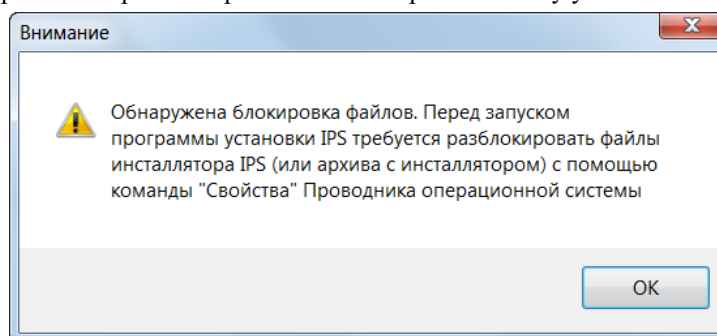 Внимание
Обнаружена блокировка файлов. Перед запуском
программы установки IPS требуется разблокировать файлы
инсталлятора IPS (или архива с инсталлятором) с помощью
команды "Свойства" Проводника операционной системы
OK